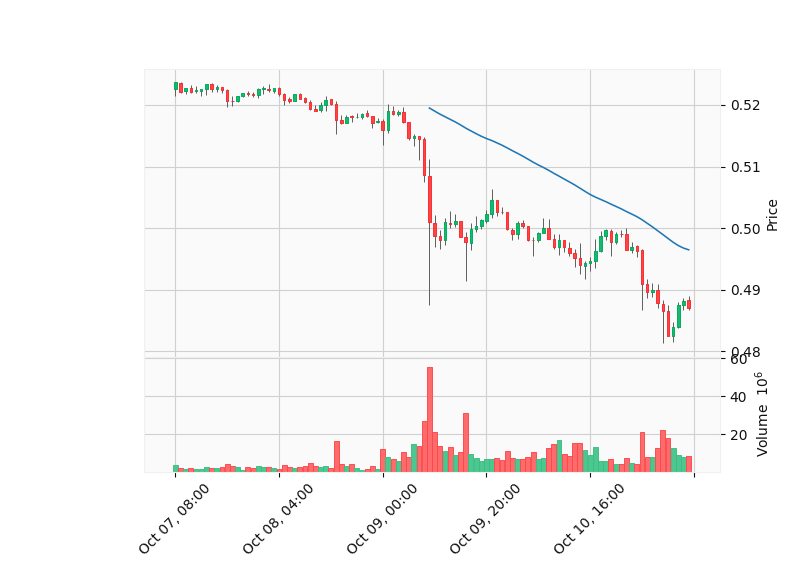 0.52
0.51
0.50
0.49
0.48
Price
60
40
20
Volume 10^6
Oct 07, 08:00
Oct 08, 04:00
Oct 09, 00:00
Oct 09, 20:00
Oct 10, 16:00